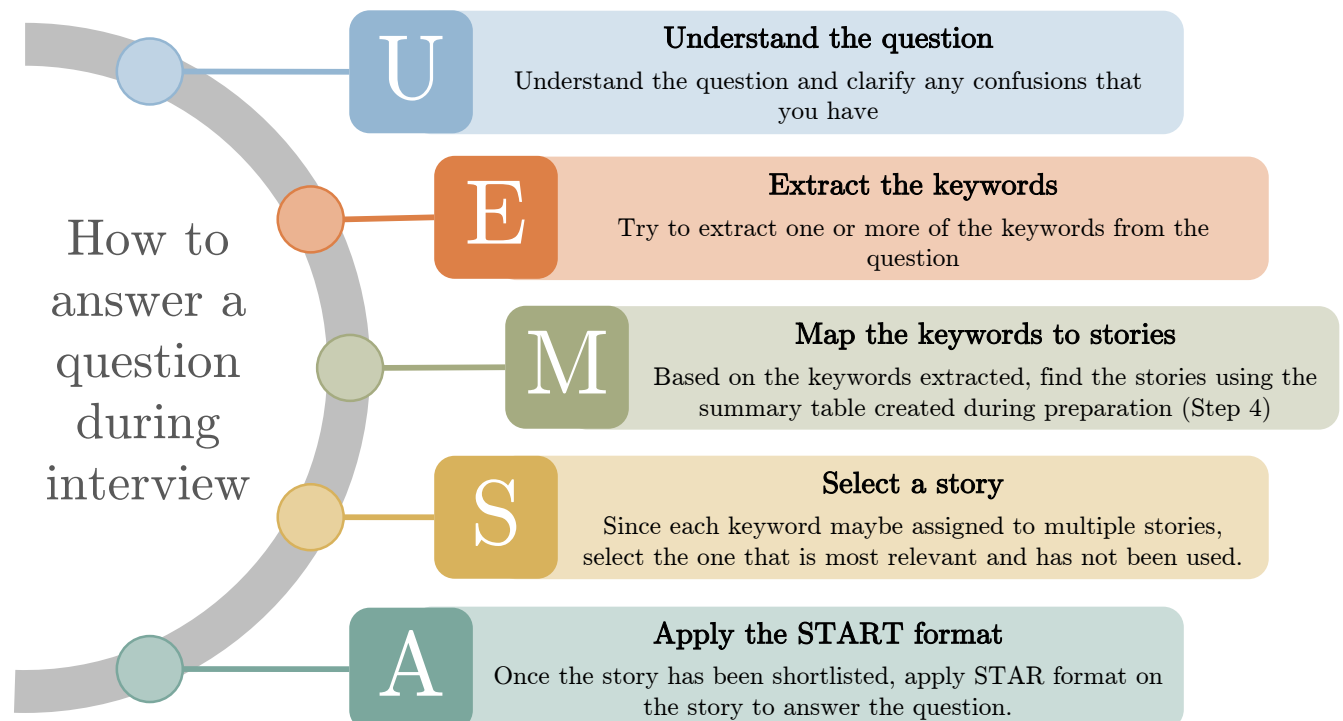 How to
answer a
question
during
interview
U
Understand the question
Understand the question and clarify any confusions that
you have
E
Extract the keywords
Try to extract one or more of the keywords from the
question
M
Map the keywords to stories
Based on the keywords extracted, find the stories using the
summary table created during preparation (Step 4)
S
Select a story
Since each keyword maybe assigned to multiple stories,
select the one that is most relevant and has not been used.
A
Apply the START format
Once the story has been shortlisted, apply STAR format on
the story to answer the question.